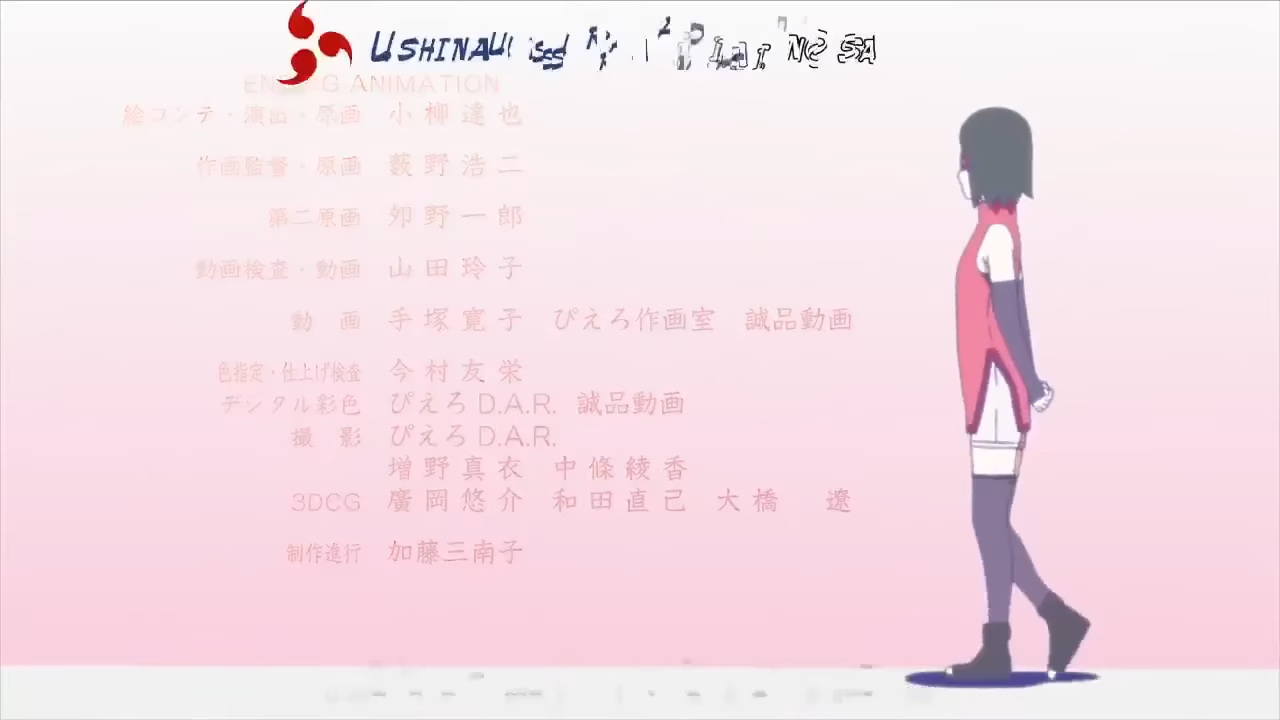 USHINAU
ENDING ANIMATION
絵コンテ・演出・原画 小柳達也
作画監督・原画 薮野浩二
第二原画 卯野一郎
動画検査・動画 山田玲子
動 画 手塚寛子 ぴえろ作画室 誠品動画
色指定・仕上げ検査 今村友栄
デジタル彩色 ぴえろD.A.R. 誠品動画
撮 影 ぴえろD.A.R.
増野真衣 中條綾香
3DCG 廣岡悠介 和田直己 大橋 遼
制作進行 加藤三南子